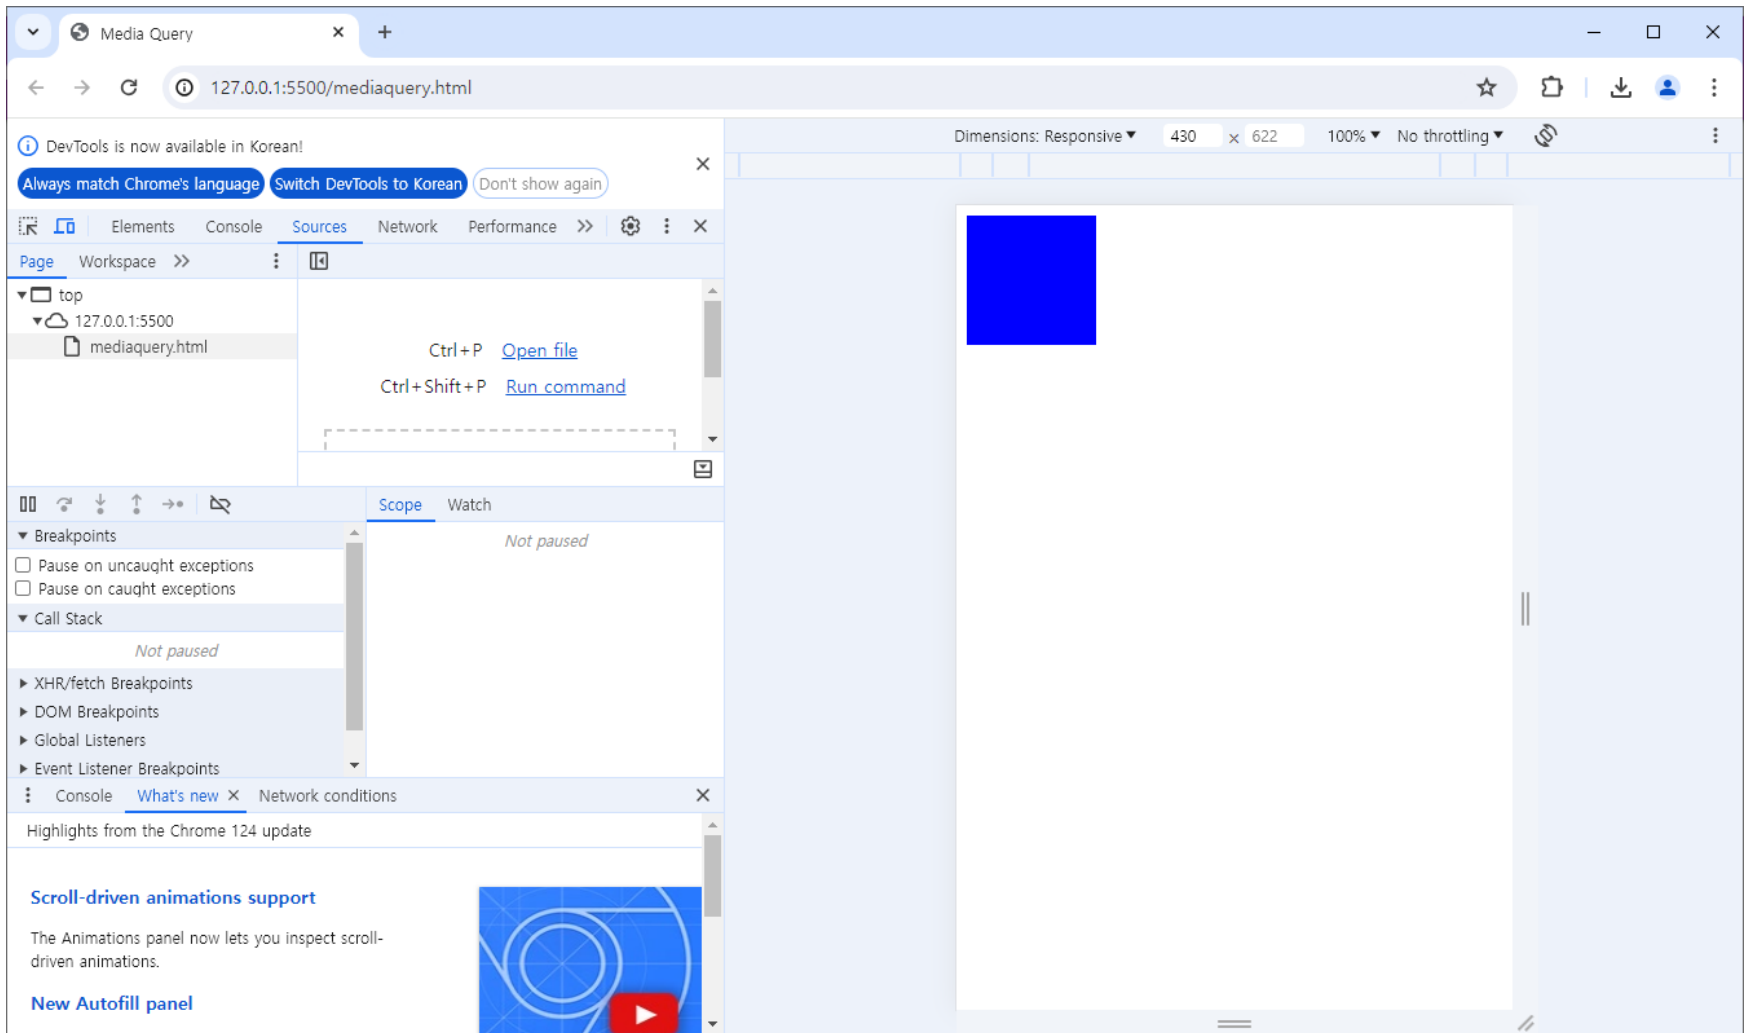 Media Query
127.0.0.1:5500/mediaquery.html
DevTools is now available in Korean!
Always match Chrome's language Switch DevTools to Korean Don't show again
Elements Console Sources Network Performance
Page Workspace
top
127.0.0.1:5500
mediaquery.html
Ctrl+P Open file
Ctrl+Shift+P Run command
Scope Watch
Breakpoints
Not paused
Pause on uncaught exceptions
Pause on caught exceptions
Call Stack
Not paused
XHR/fetch Breakpoints
DOM Breakpoints
Global Listeners
Event Listener Breakpoints
Console What's new Network conditions
Highlights from the Chrome 124 update
Scroll-driven animations support
The Animations panel now lets you inspect scroll-
driven animations.
New Autofill panel
Dimensions: Responsive 430 × 622 100% No throttling